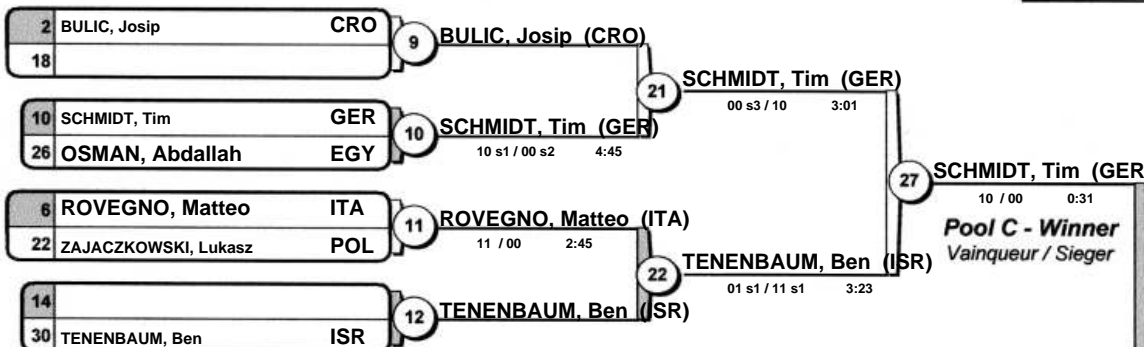 2 BULIC, Josip CRO
18
9 BULIC, Josip (CRO)
10 SCHMIDT, Tim GER
26 OSMAN, Abdallah EGY
10 SCHMIDT, Tim (GER)
10 s1 / 00 s2 4:45
21 SCHMIDT, Tim (GER)
00 s3 / 10 3:01
6 ROVEGNO, Matteo ITA
22 ZAJACZKOWSKI, Lukasz POL
11 ROVEGNO, Matteo (ITA)
11 / 00 2:45
14
30 TENENBAUM, Ben ISR
12 TENENBAUM, Ben (ISR)
22 TENENBAUM, Ben (ISR)
01 s1 / 11 s1 3:23
27 SCHMIDT, Tim (GER
10 / 00 0:31
Pool C - Winner
Vainqueur / Sieger